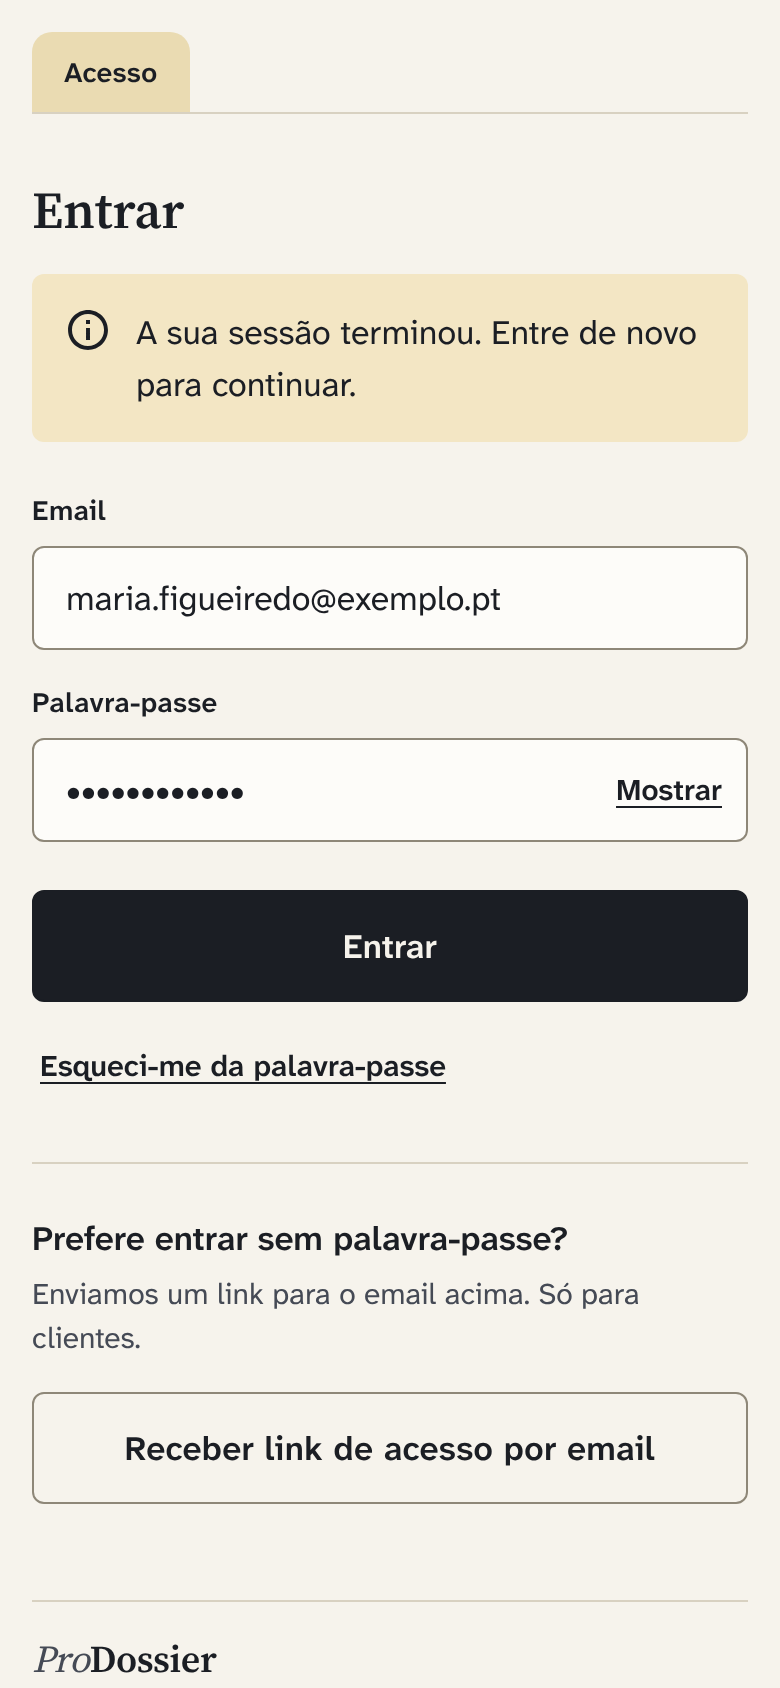 Acesso
Entrar
A sua sessão terminou. Entre de novo
para continuar.
Email
maria.figueiredo@exemplo.pt
Palavra-passe
••••••••••••
Mostrar
Entrar
Esqueci-me da palavra-passe
Prefere entrar sem palavra-passe?
Enviamos um link para o email acima. Só para
clientes.
Receber link de acesso por email
ProDossier